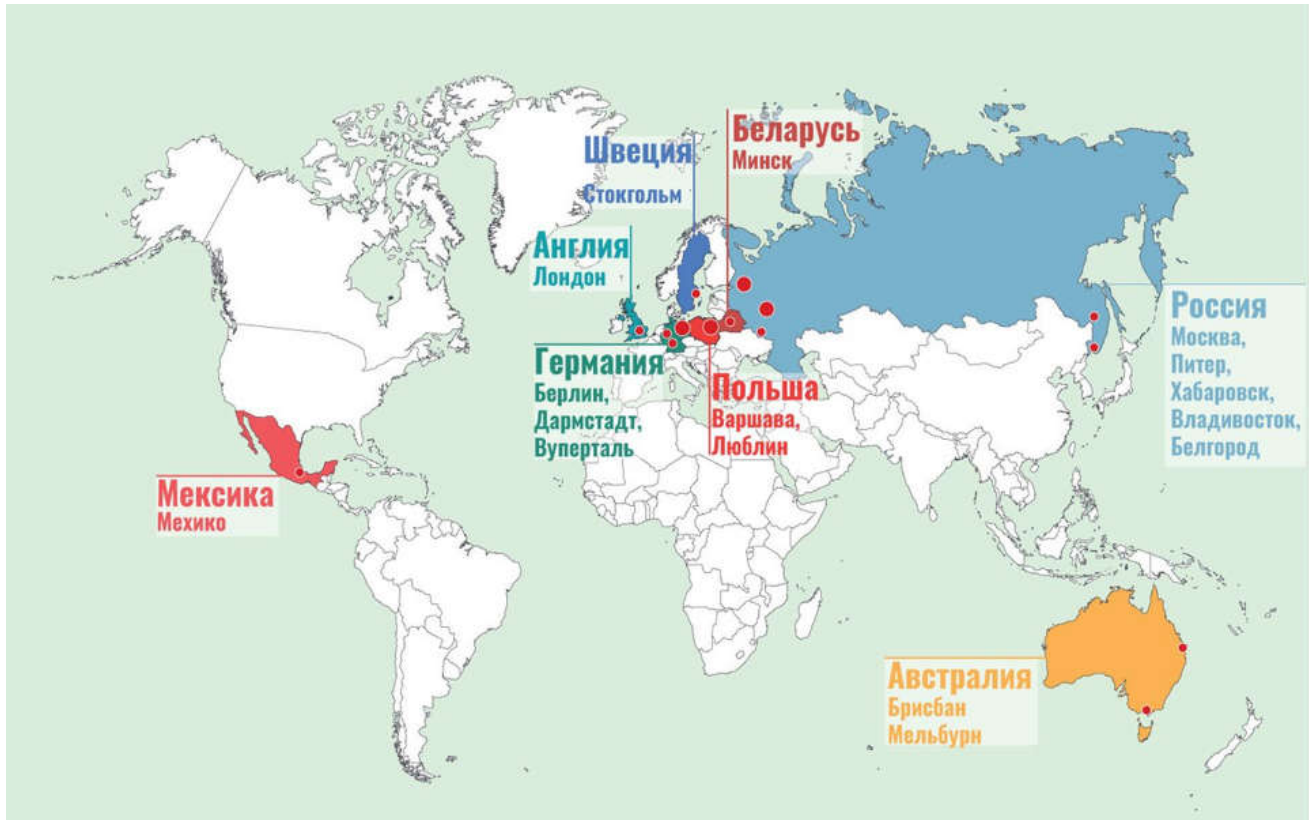 Беларусь
Минск
Швеция
Стокгольм
Англия
Лондон
Германия
Берлин,
Дармстадт,
Вуперталь
Польша
Варшава,
Люблин
Россия
Москва,
Питер,
Хабаровск,
Владивосток,
Белгород
Мексика
Мехико
Австралия
Брисбан
Мельбурн